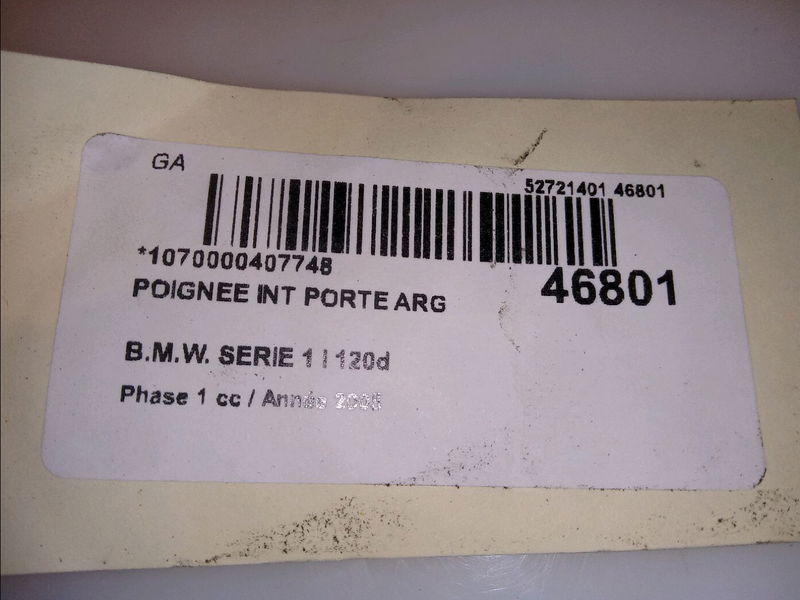 GA
52721401 46801
*1070000407748
46801
POIGNEE INT PORTE ARG
B.M.W. SERIE 1 I 120d
Phase 1 cc / Année